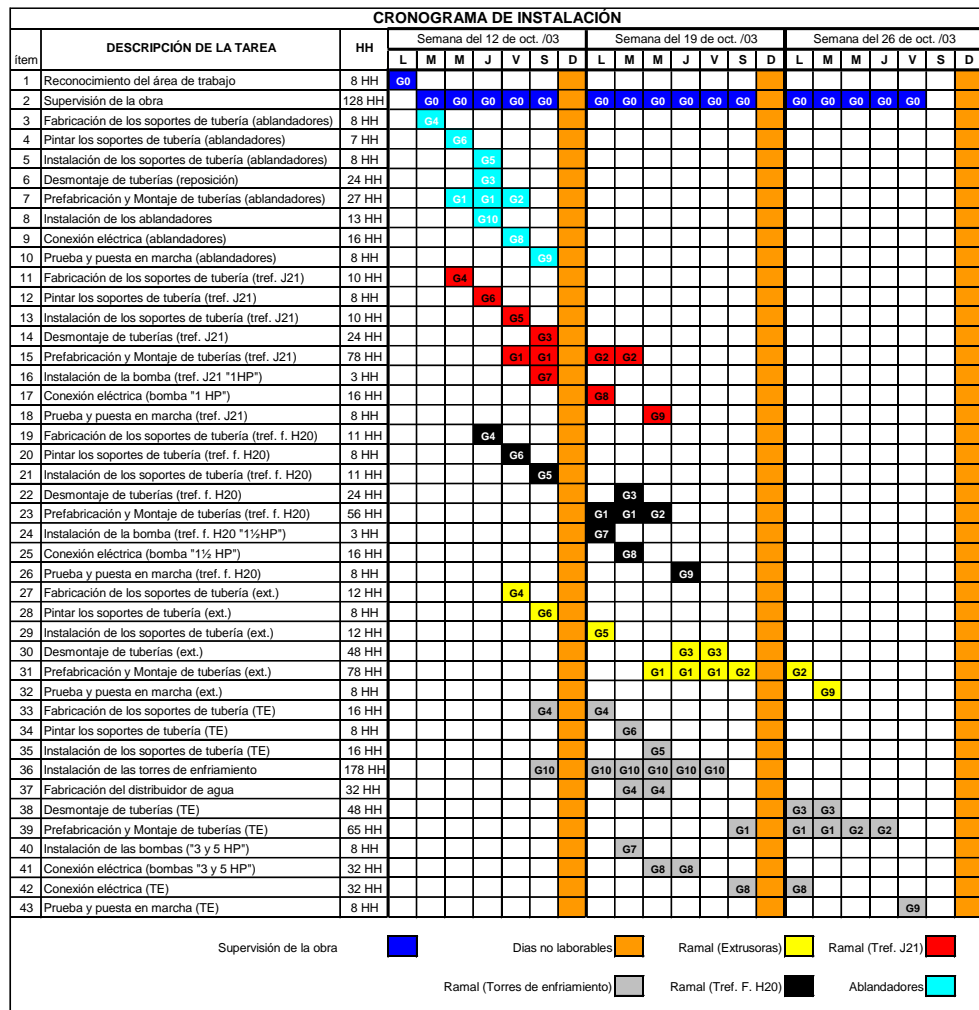 CRONOGRAMA DE INSTALACIÓN
ítem DESCRIPCIÓN DE LA TAREA HH Semana del 12 de oct. /03 Semana del 19 de oct. /03 Semana del 26 de oct. /03
L M M J V S D L M M J V S D L M M J V S D
1 Reconocimiento del área de trabajo 8 HH G0
2 Supervisión de la obra 128 HH G0 G0 G0 G0 G0 G0 G0 G0 G0 G0 G0 G0 G0 G0 G0 G0
3 Fabricación de los soportes de tubería (ablandadores) 8 HH G4
4 Pintar los soportes de tubería (ablandadores) 7 HH G6
5 Instalación de los soportes de tubería (ablandadores) 8 HH G5
6 Desmontaje de tuberías (reposición) 24 HH G3
7 Prefabricación y Montaje de tuberías (ablandadores) 27 HH G1 G1 G2
8 Instalación de los ablandadores 13 HH G10
9 Conexión eléctrica (ablandadores) 16 HH G8
10 Prueba y puesta en marcha (ablandadores) 8 HH G9
11 Fabricación de los soportes de tubería (tref. J21) 10 HH G4
12 Pintar los soportes de tubería (tref. J21) 8 HH G6
13 Instalación de los soportes de tubería (tref. J21) 10 HH G5
14 Desmontaje de tuberías (tref. J21) 24 HH G3
15 Prefabricación y Montaje de tuberías (tref. J21) 78 HH G1 G1 G2 G2
16 Instalación de la bomba (tref. J21 "1HP") 3 HH G7
17 Conexión eléctrica (bomba "1 HP") 16 HH G8
18 Prueba y puesta en marcha (tref. J21) 8 HH G9
19 Fabricación de los soportes de tubería (tref. f. H20) 11 HH G4
20 Pintar los soportes de tubería (tref. f. H20) 8 HH G6
21 Instalación de los soportes de tubería (tref. f. H20) 11 HH G5
22 Desmontaje de tuberías (tref. f. H20) 24 HH G3
23 Prefabricación y Montaje de tuberías (tref. f. H20) 56 HH G1 G1 G2
24 Instalación de la bomba (tref. f. H20 "1½HP") 3 HH G7
25 Conexión eléctrica (bomba "1½ HP") 16 HH G8
26 Prueba y puesta en marcha (tref. f. H20) 8 HH G9
27 Fabricación de los soportes de tubería (ext.) 12 HH G4
28 Pintar los soportes de tubería (ext.) 8 HH G6
29 Instalación de los soportes de tubería (ext.) 12 HH G5
30 Desmontaje de tuberías (ext.) 48 HH G3 G3
31 Prefabricación y Montaje de tuberías (ext.) 78 HH G1 G1 G1 G2 G2
32 Prueba y puesta en marcha (ext.) 8 HH G9
33 Fabricación de los soportes de tubería (TE) 16 HH G4 G4
34 Pintar los soportes de tubería (TE) 8 HH G6
35 Instalación de los soportes de tubería (TE) 16 HH G5
36 Instalación de las torres de enfriamiento 178 HH G10 G10 G10 G10 G10 G10
37 Fabricación del distribuidor de agua 32 HH G4 G4
38 Desmontaje de tuberías (TE) 48 HH G3 G3
39 Prefabricación y Montaje de tuberías (TE) 65 HH G1 G1 G1 G2 G2
40 Instalación de las bombas ("3 y 5 HP") 8 HH G7
41 Conexión eléctrica (bombas "3 y 5 HP") 32 HH G8 G8
42 Conexión eléctrica (TE) 32 HH G8 G8
43 Prueba y puesta en marcha (TE) 8 HH G9
Supervisión de la obra Dias no laborables Ramal (Extrusoras) Ramal (Tref. J21)
Ramal (Torres de enfriamiento) Ramal (Tref. F. H20) Ablandadores